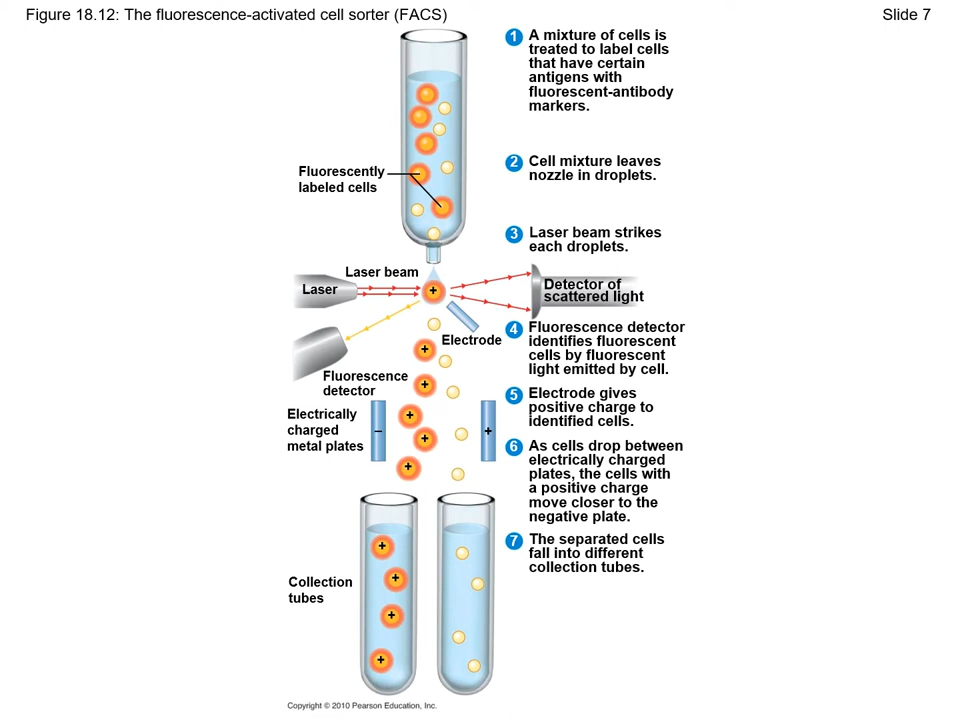 Figure 18.12: The fluorescence-activated cell sorter (FACS)
Slide 7
1 A mixture of cells is
treated to label cells
that have certain
antigens with
fluorescent-antibody
markers.
2 Cell mixture leaves
nozzle in droplets.
Fluorescently
labeled cells
3 Laser beam strikes
each droplets.
Laser beam
Laser
+
Detector of
scattered light
Electrode
4 Fluorescence detector
identifies fluorescent
cells by fluorescent
light emitted by cell.
+
+
Fluorescence
detector
5 Electrode gives
positive charge to
identified cells.
Electrically
charged
metal plates
–
+
+
+
+
6 As cells drop between
electrically charged
plates, the cells with
a positive charge
move closer to the
negative plate.
7 The separated cells
fall into different
collection tubes.
Collection
tubes
+
+
+
+
Copyright © 2010 Pearson Education, Inc.